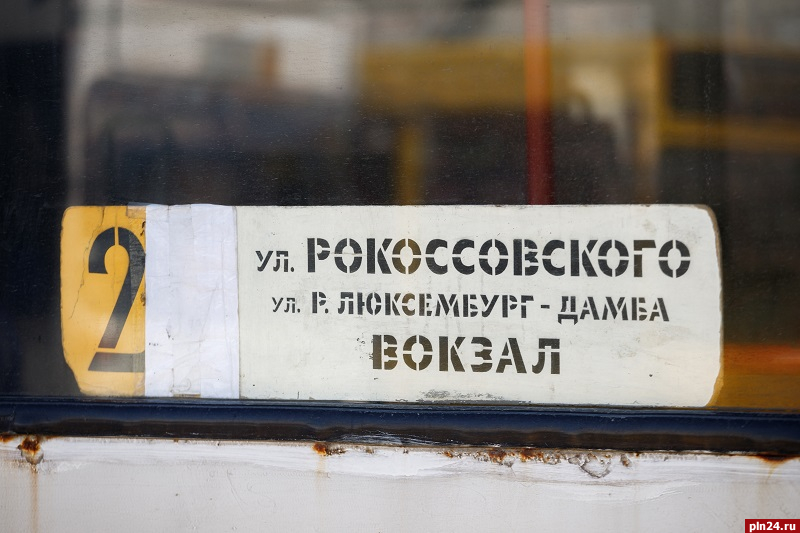 2
ул. РОКОССОВСКОГО
ул. Р. ЛЮКСЕМБУРГ - ДАМБА
ВОКЗАЛ
pln24.ru